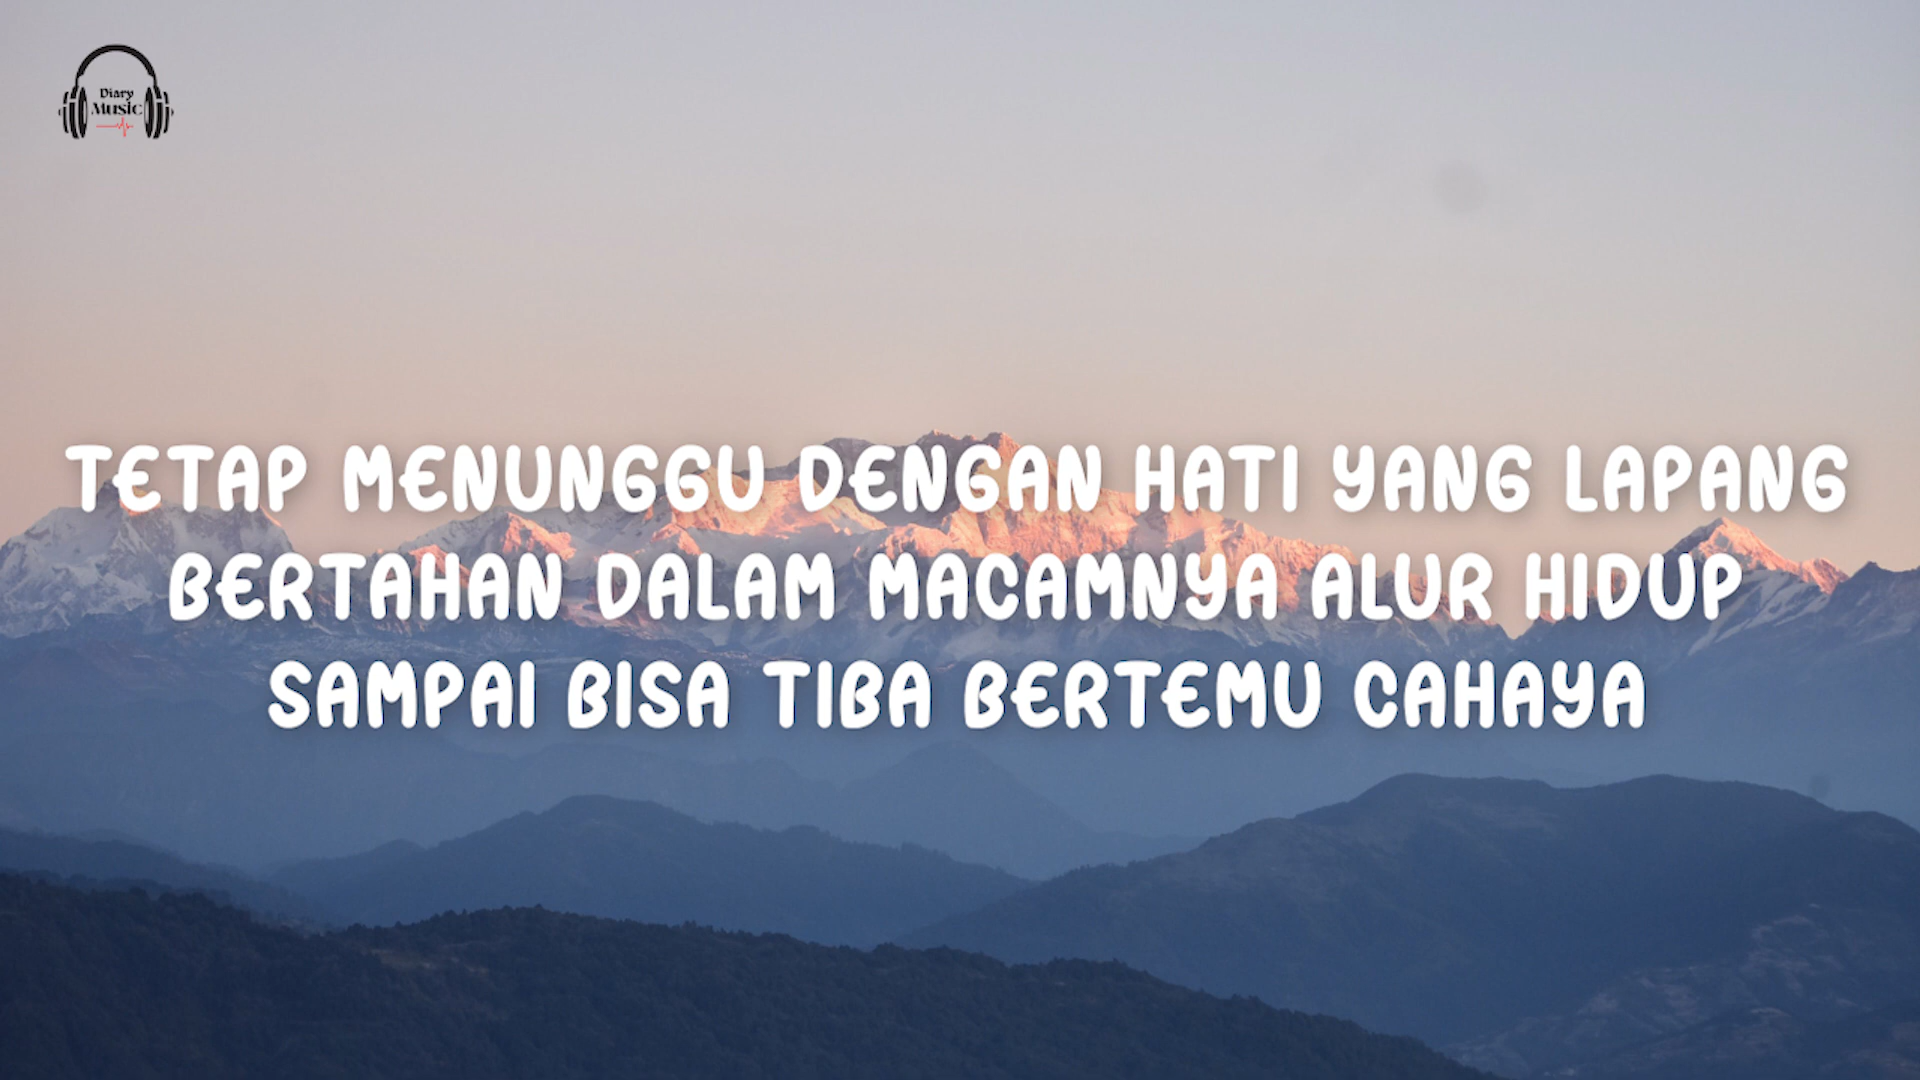 Diary
Music
TETAP MENUNGGU DENGAN HATI YANG LAPANG
BERTAHAN DALAM MACAMNYA ALUR HIDUP
SAMPAI BISA TIBA BERTEMU CAHAYA